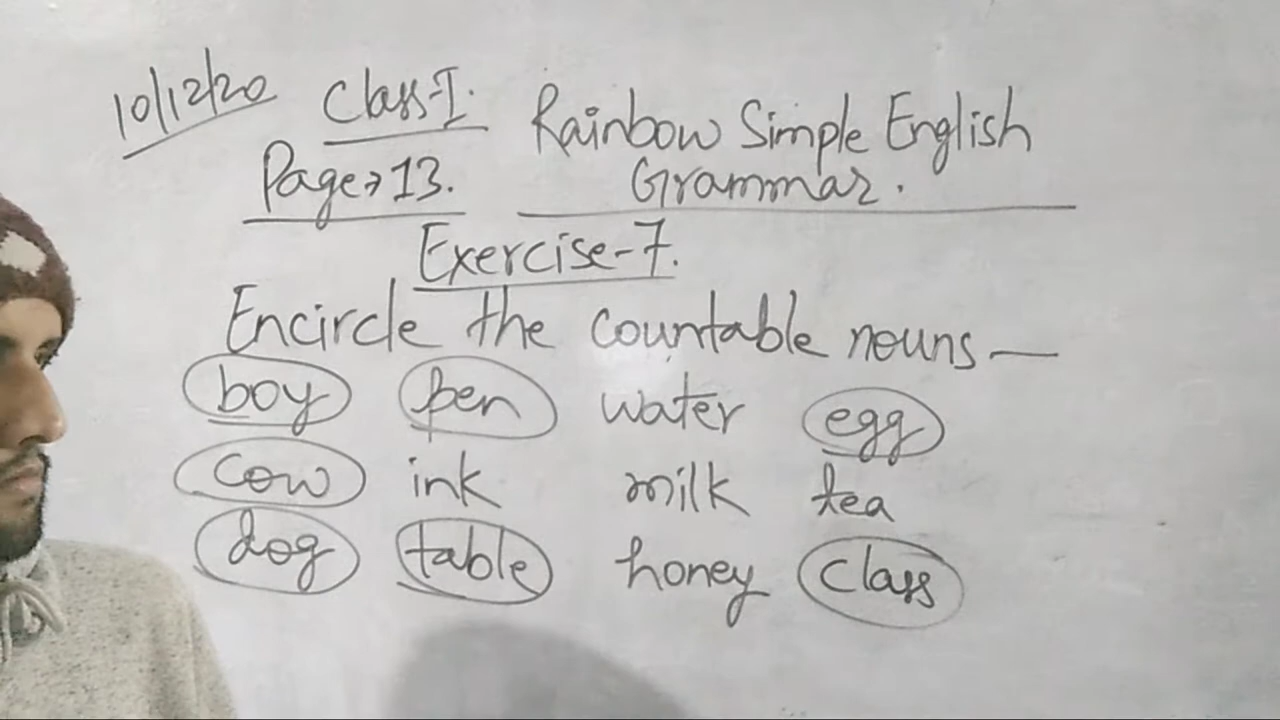 10/12/20 Class-I. Rainbow Simple English
Page→13. Grammar.
Exercise-7.
Encircle the countable nouns —
boy pen water egg
cow ink milk tea
dog table honey class